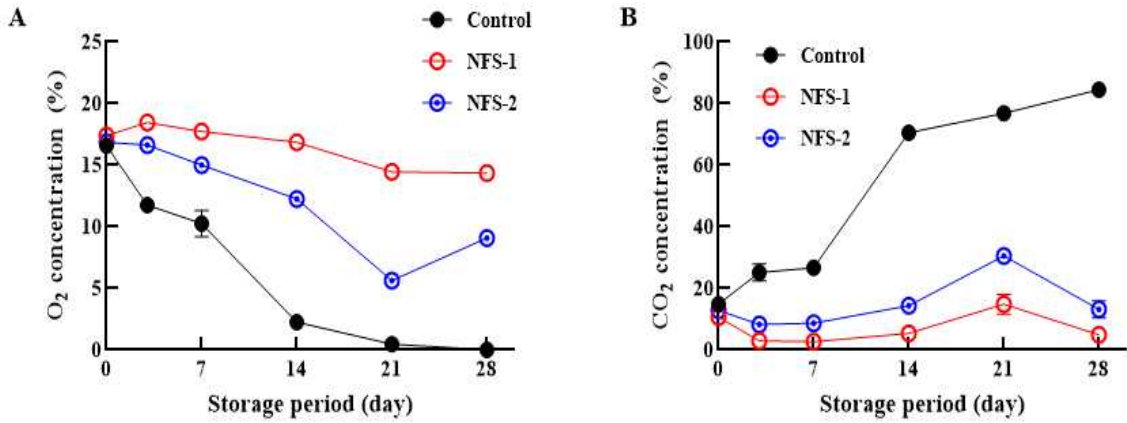 A
Control
NFS-1
NFS-2
O2 concentration (%)
25
20
15
10
5
0
0 7 14 21 28
Storage period (day)
B
Control
NFS-1
NFS-2
CO2 concentration (%)
100
80
60
40
20
0
0 7 14 21 28
Storage period (day)